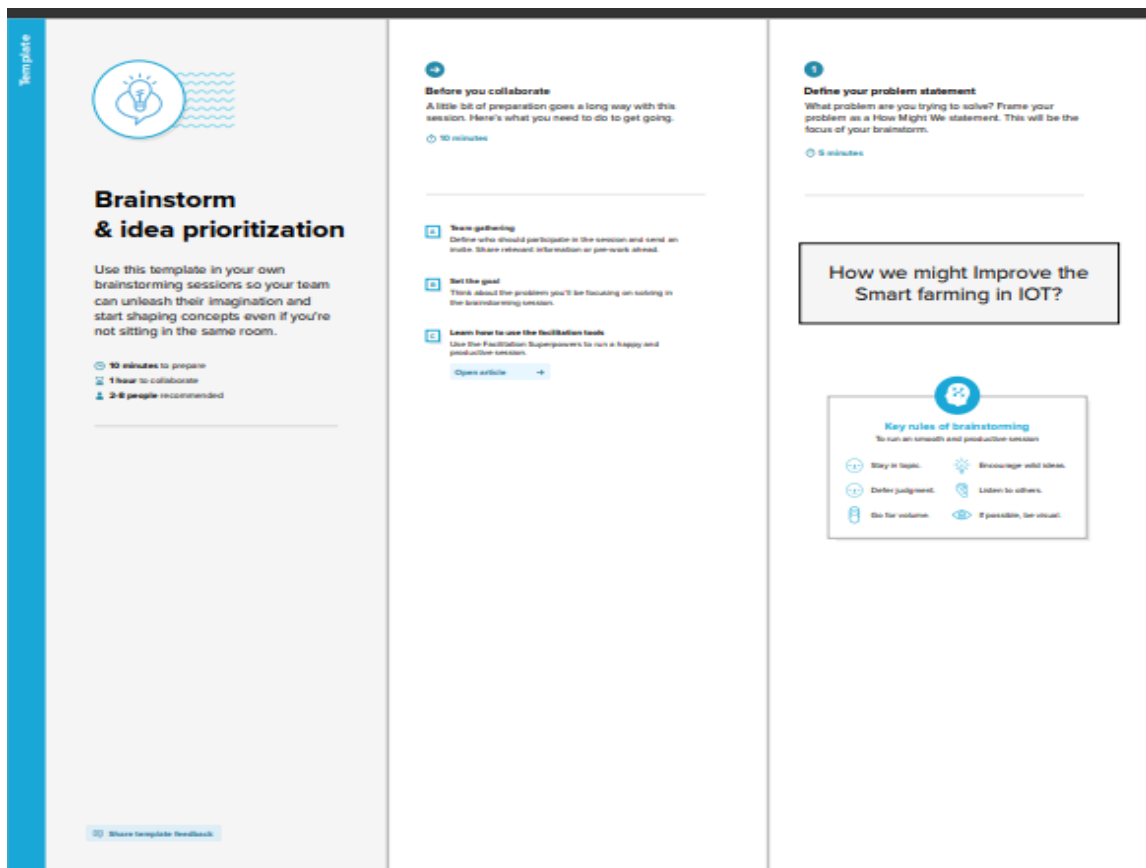 Template
Brainstorm
& idea prioritization
Use this template in your own
brainstorming sessions so your team
can unleash their imagination and
start shaping concepts even if you're
not sitting in the same room.
10 minutes to prepare
1 hour to collaborate
2-8 people recommended
Share template feedback
Before you collaborate
A little bit of preparation goes a long way with this
session. Here's what you need to do to get going.
10 minutes
A
Team gathering
Define who should participate in the session and send an
invite. Share relevant information or pre-work ahead.
B
Set the goal
Think about the problem you'll be focusing on solving in
the brainstorming session.
C
Learn how to use the facilitation tools
Use the Facilitation Superpowers to run a happy and
productive session.
Open article
1
Define your problem statement
What problem are you trying to solve? Frame your
problem as a How Might We statement. This will be the
focus of your brainstorm.
5 minutes
How we might Improve the
Smart farming in IOT?
Key rules of brainstorming
To run an smooth and productive session
Stay in topic.
Encourage wild ideas.
Defer judgment.
Listen to others.
Go for volume.
If possible, be visual.